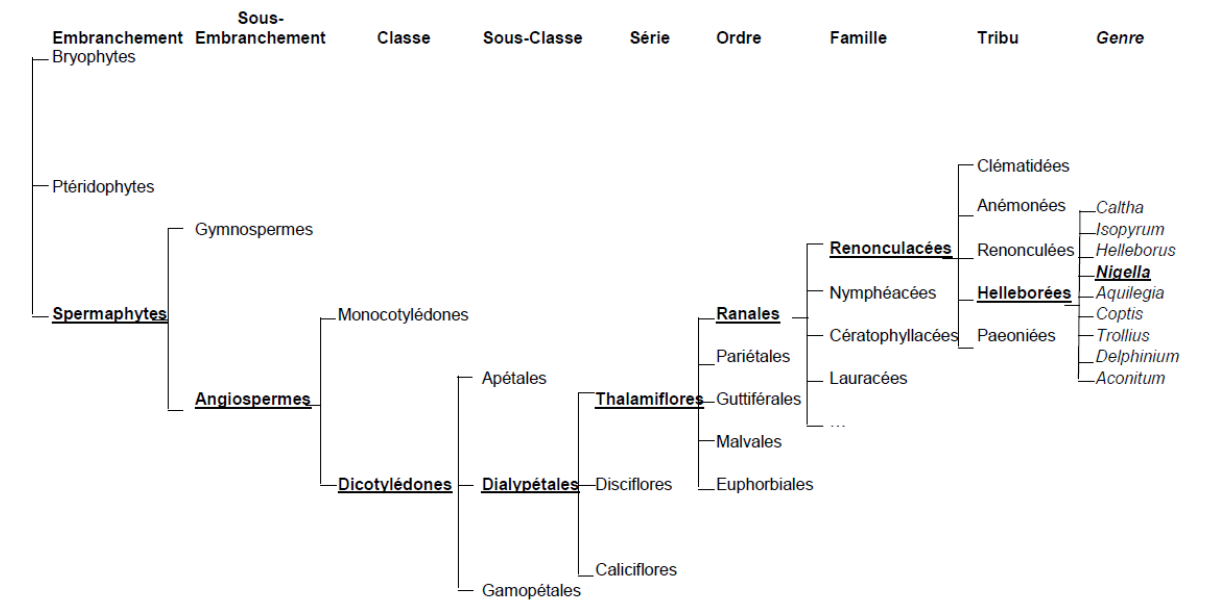 Sous-
Embranchement Embranchement Classe Sous-Classe Série Ordre Famille Tribu Genre
Bryophytes
Clématidées
Ptéridophytes
Anémonées Caltha
Gymnospermes Isopyrum
Renonculacées Renonculées Helleborus
Nigella
Nymphéacées Helleborées Aquilegia
Spermaphytes Monocotylédones Ranales Coptis
Cératophyllacées Paeoniées Trollius
Pariétales Delphinium
Apétales Lauracées Aconitum
Angiospermes Thalamiflores Guttiférales
...
Malvales
Dicotylédones Dialypétales Disciflores Euphorbiales
Caliciflores
Gamopétales